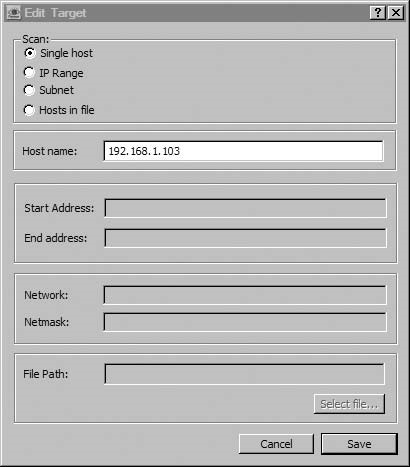 Edit Target
Scan:
Single host
IP Range
Subnet
Hosts in file
Host name: 192.168.1.103
Start Address:
End address:
Network:
Netmask:
File Path:
Select file...
Cancel Save